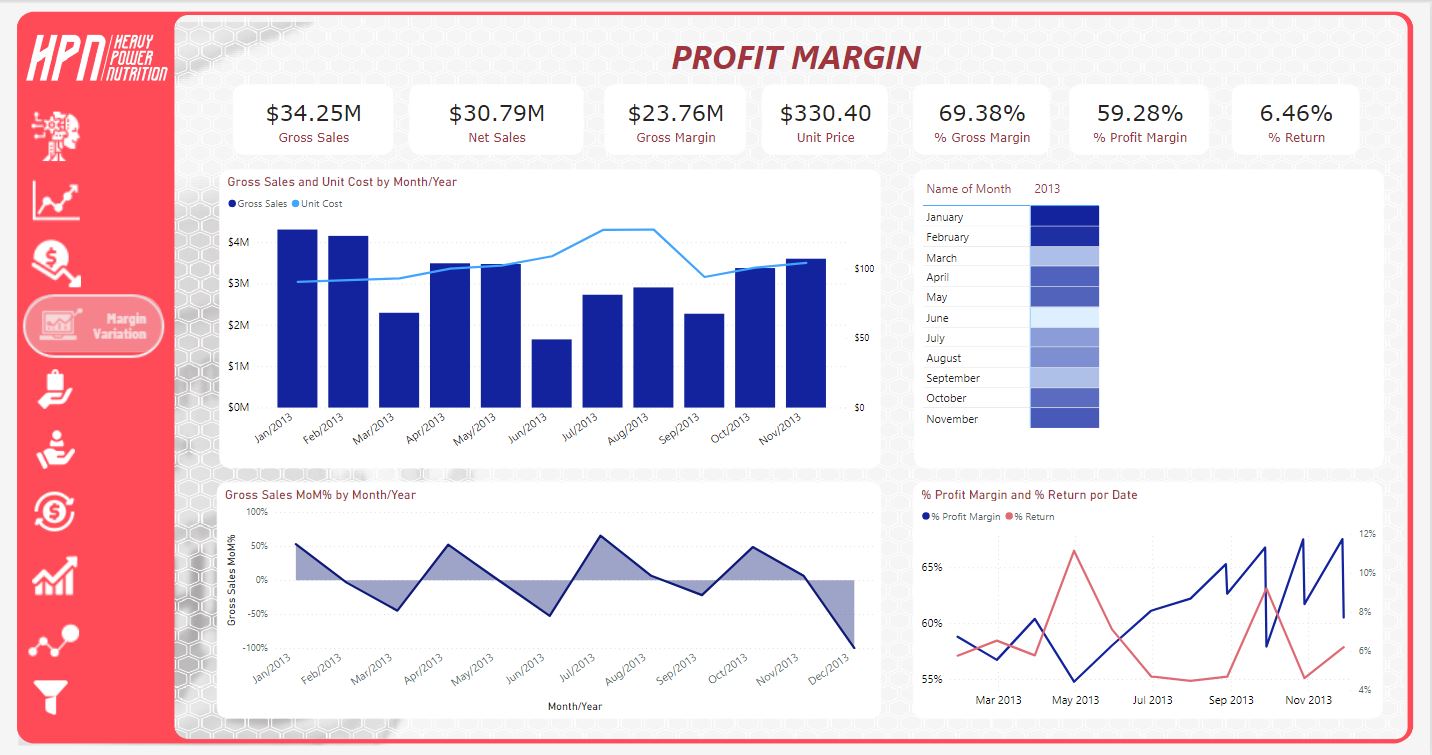 HPN HEAVY
POWER
NUTRITION
PROFIT MARGIN
$34.25M
Gross Sales
$30.79M
Net Sales
$23.76M
Gross Margin
$330.40
Unit Price
69.38%
% Gross Margin
59.28%
% Profit Margin
6.46%
% Return
Margin
Variation
Gross Sales and Unit Cost by Month/Year
Gross Sales Unit Cost
$4M
$3M
$2M
$1M
$0M
$100
$50
$0
Jan/2013 Feb/2013 Mar/2013 Apr/2013 May/2013 Jun/2013 Jul/2013 Aug/2013 Sep/2013 Oct/2013 Nov/2013
Name of Month 2013
January
February
March
April
May
June
July
August
September
October
November
Gross Sales MoM% by Month/Year
Gross Sales MoM%
100%
50%
0%
-50%
-100%
Jan/2013 Feb/2013 Mar/2013 Apr/2013 May/2013 Jun/2013 Jul/2013 Aug/2013 Sep/2013 Oct/2013 Nov/2013 Dec/2013
Month/Year
% Profit Margin and % Return por Date
% Profit Margin % Return
65%
60%
55%
12%
10%
8%
6%
4%
Mar 2013 May 2013 Jul 2013 Sep 2013 Nov 2013